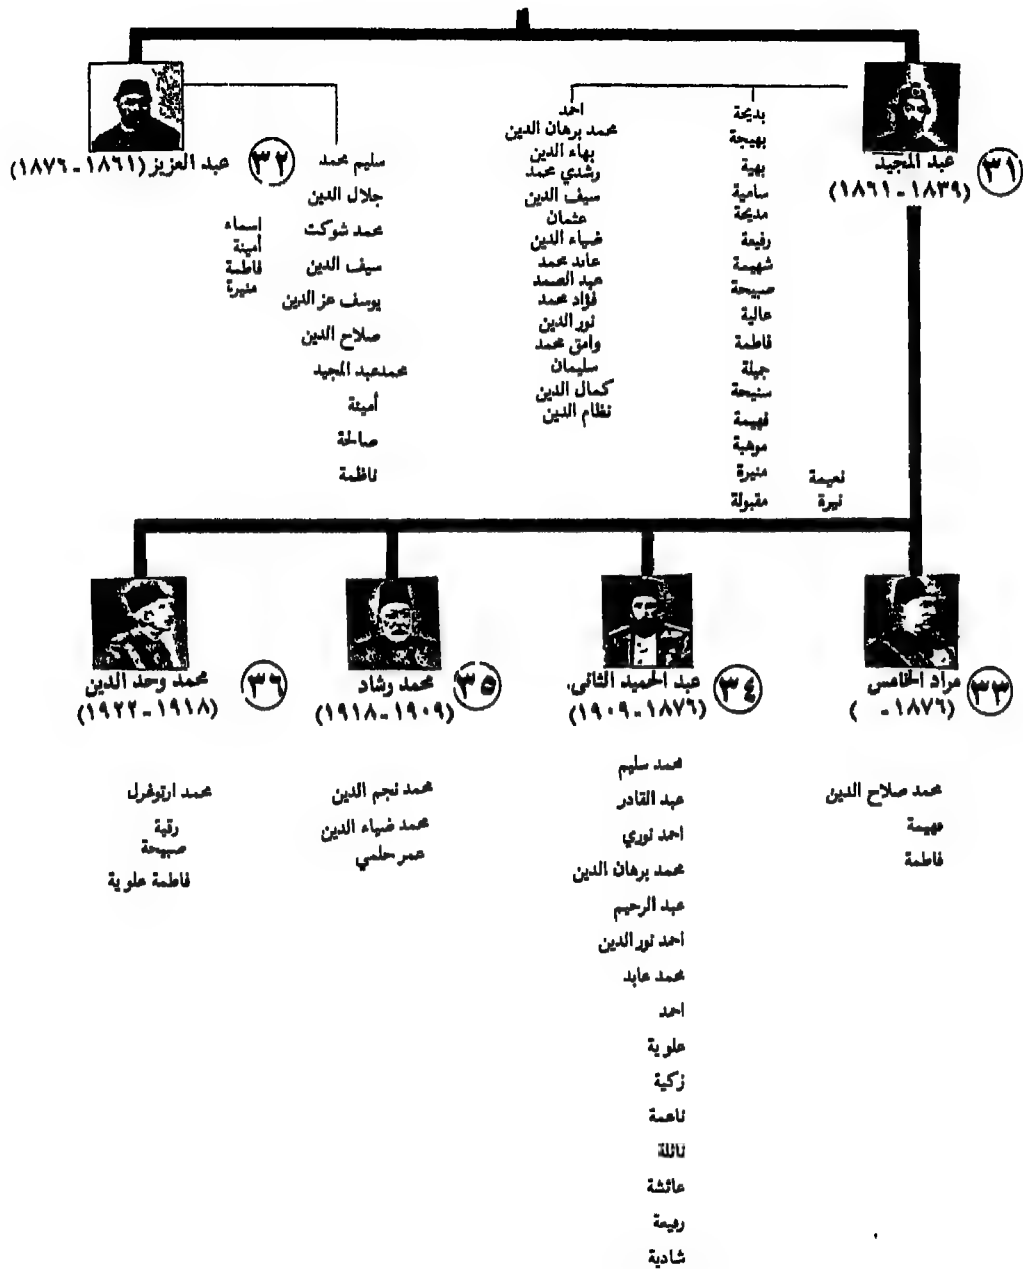 عبد المجيد
٣١
(١٨٣٩ - ١٨٦١)
بديحة
بهيجة
بهية
سامية
مديحة
رفيعة
شهيمة
صبيحة
عالية
فاطمة
جميلة
سنيحة
فهيمة
موهبة
منيرة
مقبولة
نعيمة
نيرة
احمد
محمد برهان الدين
بهاء الدين
رشدي محمد
سيف الدين
عثمان
ضياء الدين
عابد محمد
عبد الصمد
فؤاد محمد
نور الدين
وامق محمد
سليمان
كمال الدين
نظام الدين
٣٢
عبد العزيز (١٨٦١ - ١٨٧٦)
سليم محمد
جلال الدين
محمد شوكت
سيف الدين
يوسف عز الدين
صلاح الدين
محمد عبد المجيد
أمينة
صالحة
ناظمة
اسماء
أمينة
فاطمة
منيرة
٣٣
مراد الخامس
(١٨٧٦ - )
محمد صلاح الدين
مهيمة
فاطمة
٣٤
عبد الحميد الثاني.
(١٨٧٦ - ١٩٠٩)
محمد سليم
عبد القادر
احمد نوري
محمد برهان الدين
عبد الرحيم
احمد نور الدين
محمد عابد
احمد
علوية
زكية
ناعمة
نائلة
عائشة
رفيعة
شادية
٣٥
محمد رشاد
(١٩٠٩ - ١٩١٨)
محمد نجم الدين
محمد ضياء الدين
عمر حلمي
٣٦
محمد وحد الدين
(١٩١٨ - ١٩٢٢)
محمد ارتوغرل
رقية
صبيحة
فاطمة علوية